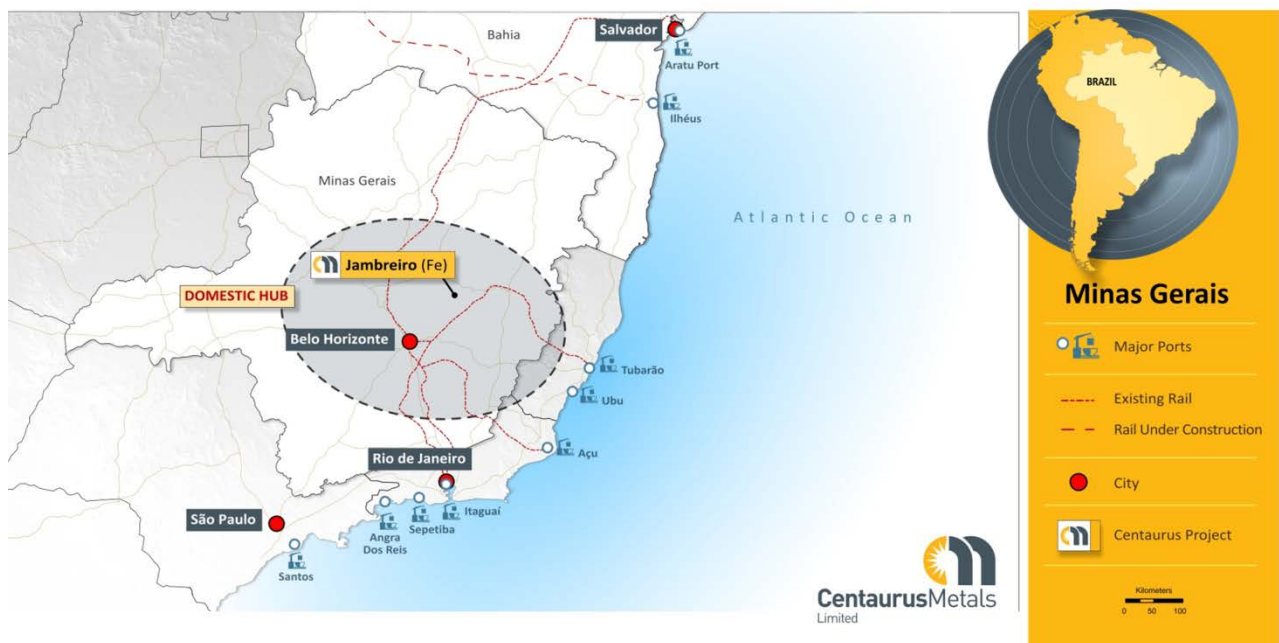 Salvador
Bahia
Aratu Port
Ilhéus
Minas Gerais
Atlantic Ocean
Jambreiro (Fe)
DOMESTIC HUB
Belo Horizonte
Tubarão
Ubu
Açu
Rio de Janeiro
Itaguaí
Sepetiba
Angra
Dos Reis
São Paulo
Santos
CentaurusMetals
Limited
BRAZIL
Minas Gerais
Major Ports
Existing Rail
Rail Under Construction
City
Centaurus Project
Kilometers
0 50 100